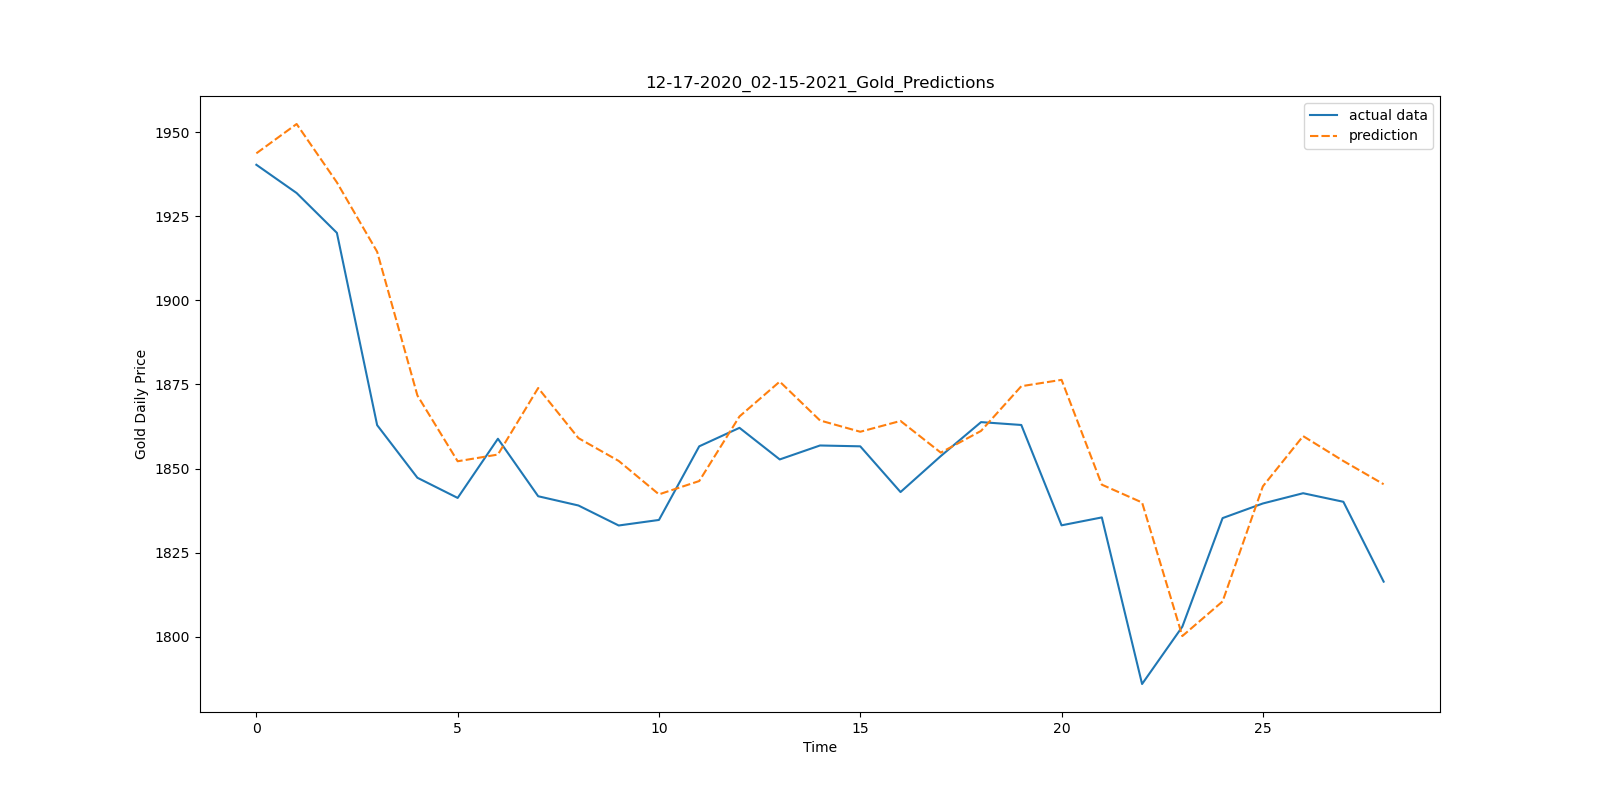 12-17-2020_02-15-2021_Gold_Predictions
actual data
prediction
1950
1925
1900
1875
1850
1825
1800
Gold Daily Price
0 5 10 15 20 25
Time